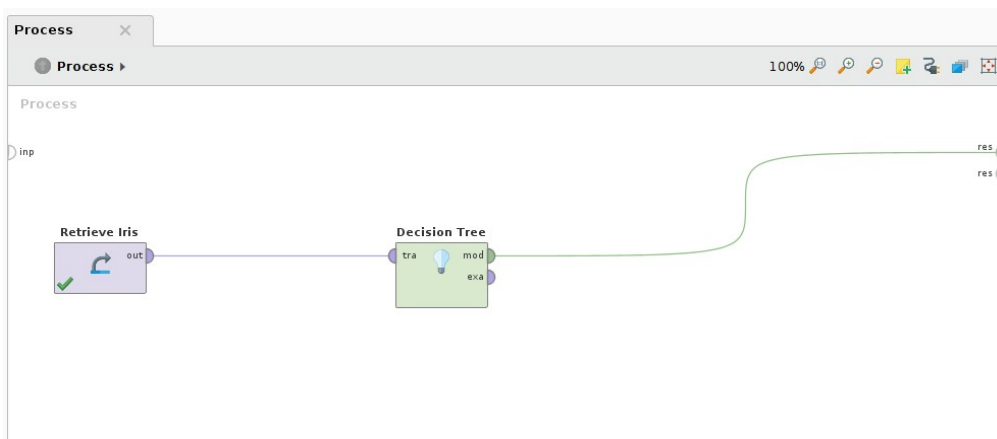 Process
Process
100%
Process
inp
res
res
Retrieve Iris
out
Decision Tree
tra
mod
exa